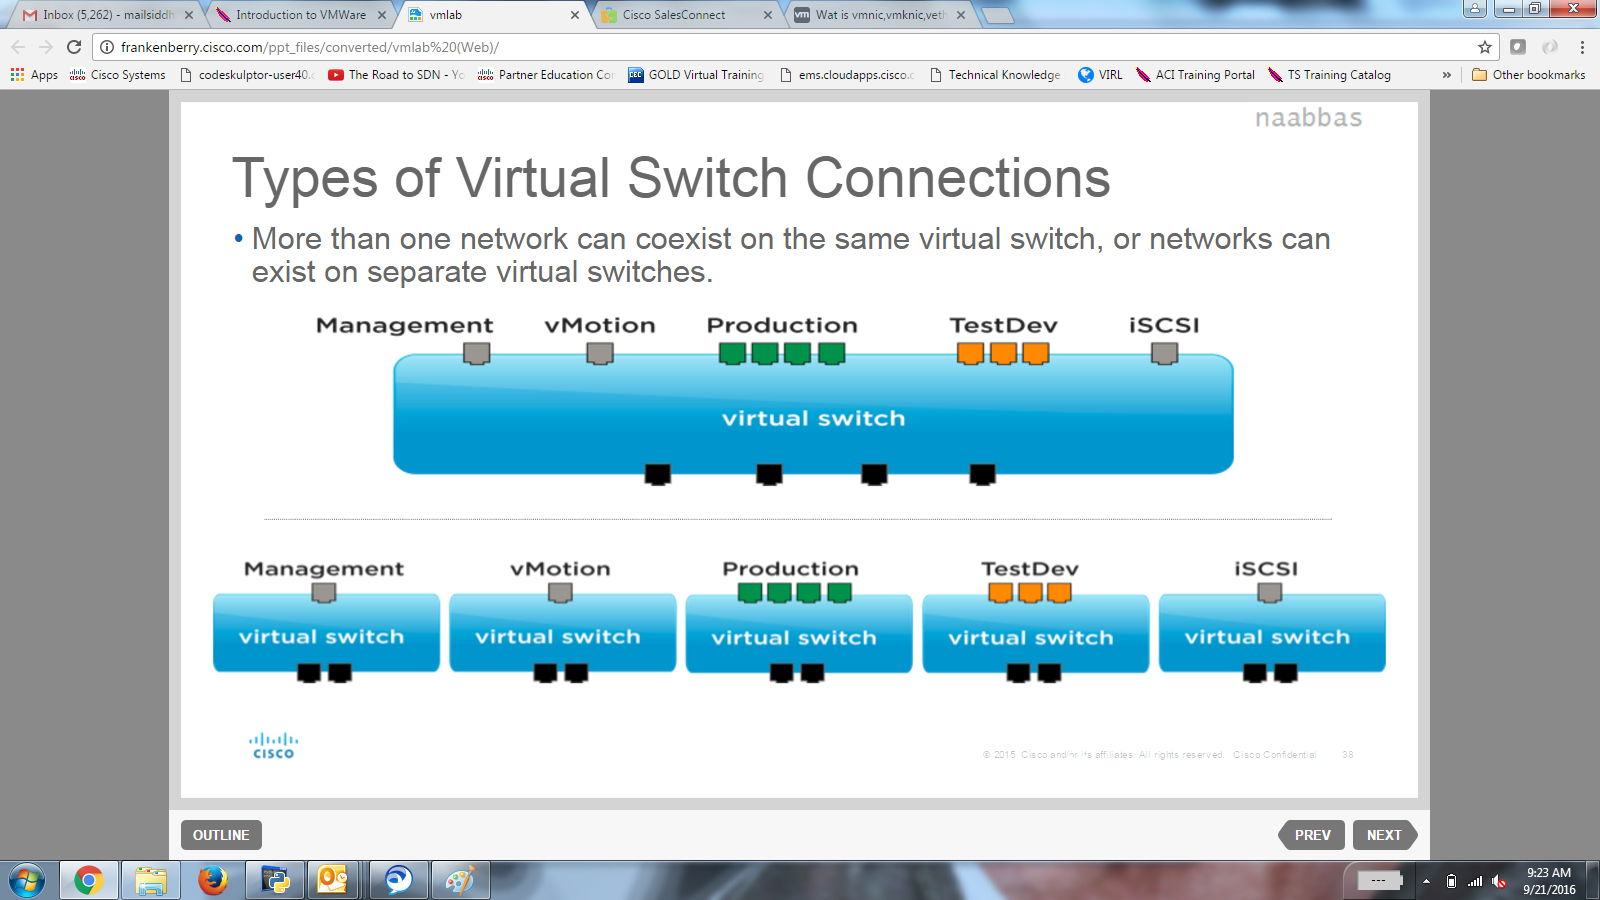 Inbox (5,262) - mailsiddh
Introduction to VMWare
vmlab
Cisco SalesConnect
Wat is vmnic,vmknic,veth
frankenberry.cisco.com/ppt_files/converted/vmlab%20(Web)/
Apps
Cisco Systems
codeskulptor-user40.c
The Road to SDN - Yo
Partner Education Cor
GOLD Virtual Training
ems.cloudapps.cisco.c
Technical Knowledge
VIRL
ACI Training Portal
TS Training Catalog
»
Other bookmarks
naabbas
Types of Virtual Switch Connections
• More than one network can coexist on the same virtual switch, or networks can
exist on separate virtual switches.
Management vMotion Production TestDev iSCSI
virtual switch
Management vMotion Production TestDev iSCSI
virtual switch virtual switch virtual switch virtual switch virtual switch
CISCO
© 2015 Cisco and/or its affiliates. All rights reserved. Cisco Confidential 38
OUTLINE
PREV
NEXT
9:23 AM
9/21/2016